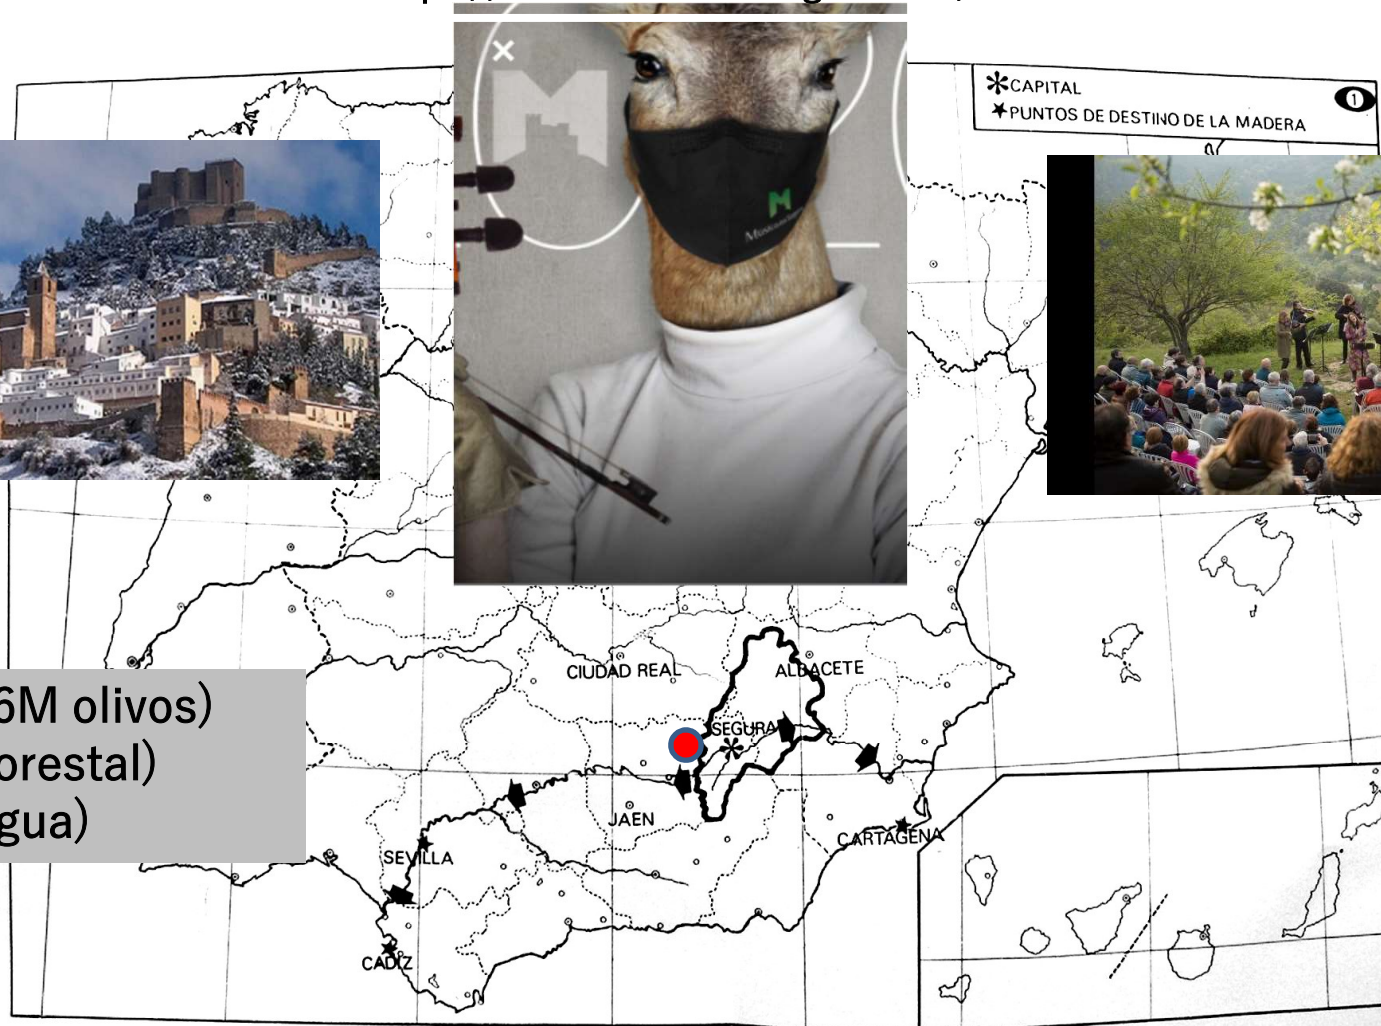 CAPITAL
PUNTOS DE DESTINO DE LA MADERA
1
M
M
CIUDAD REAL
ALBACETE
SEGURA
JAEN
CARTAGENA
SEVILLA
CADIZ
6M olivos)
orestal)
gua)